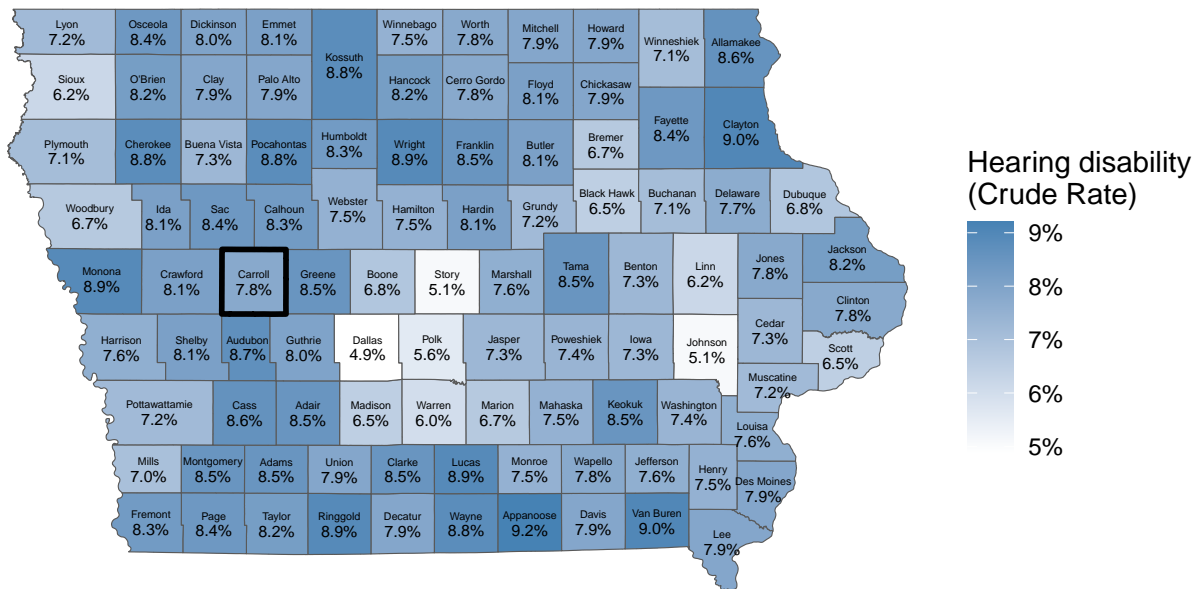 Lyon
7.2%
Osceola
8.4%
Dickinson
8.0%
Emmet
8.1%
Kossuth
8.8%
Winnebago
7.5%
Worth
7.8%
Mitchell
7.9%
Howard
7.9%
Winneshiek
7.1%
Allamakee
8.6%
Sioux
6.2%
O'Brien
8.2%
Clay
7.9%
Palo Alto
7.9%
Hancock
8.2%
Cerro Gordo
7.8%
Floyd
8.1%
Chickasaw
7.9%
Fayette
8.4%
Clayton
9.0%
Plymouth
7.1%
Cherokee
8.8%
Buena Vista
7.3%
Pocahontas
8.8%
Humboldt
8.3%
Wright
8.9%
Franklin
8.5%
Butler
8.1%
Bremer
6.7%
Woodbury
6.7%
Ida
8.1%
Sac
8.4%
Calhoun
8.3%
Webster
7.5%
Hamilton
7.5%
Hardin
8.1%
Grundy
7.2%
Black Hawk
6.5%
Buchanan
7.1%
Delaware
7.7%
Dubuque
6.8%
Monona
8.9%
Crawford
8.1%
Carroll
7.8%
Greene
8.5%
Boone
6.8%
Story
5.1%
Marshall
7.6%
Tama
8.5%
Benton
7.3%
Linn
6.2%
Jones
7.8%
Jackson
8.2%
Clinton
7.8%
Harrison
7.6%
Shelby
8.1%
Audubon
8.7%
Guthrie
8.0%
Dallas
4.9%
Polk
5.6%
Jasper
7.3%
Poweshiek
7.4%
Iowa
7.3%
Johnson
5.1%
Cedar
7.3%
Scott
6.5%
Muscatine
7.2%
Pottawattamie
7.2%
Cass
8.6%
Adair
8.5%
Madison
6.5%
Warren
6.0%
Marion
6.7%
Mahaska
7.5%
Keokuk
8.5%
Washington
7.4%
Louisa
7.6%
Mills
7.0%
Montgomery
8.5%
Adams
8.5%
Union
7.9%
Clarke
8.5%
Lucas
8.9%
Monroe
7.5%
Wapello
7.8%
Jefferson
7.6%
Henry
7.5%
Des Moines
7.9%
Fremont
8.3%
Page
8.4%
Taylor
8.2%
Ringgold
8.9%
Decatur
7.9%
Wayne
8.8%
Appanoose
9.2%
Davis
7.9%
Van Buren
9.0%
Lee
7.9%
Hearing disability
(Crude Rate)
9%
8%
7%
6%
5%